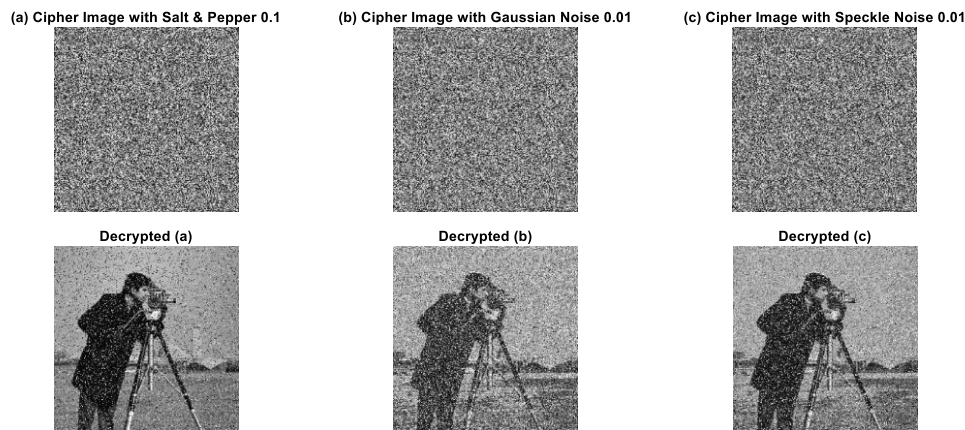 (a) Cipher Image with Salt & Pepper 0.1
(b) Cipher Image with Gaussian Noise 0.01
(c) Cipher Image with Speckle Noise 0.01
Decrypted (a)
Decrypted (b)
Decrypted (c)